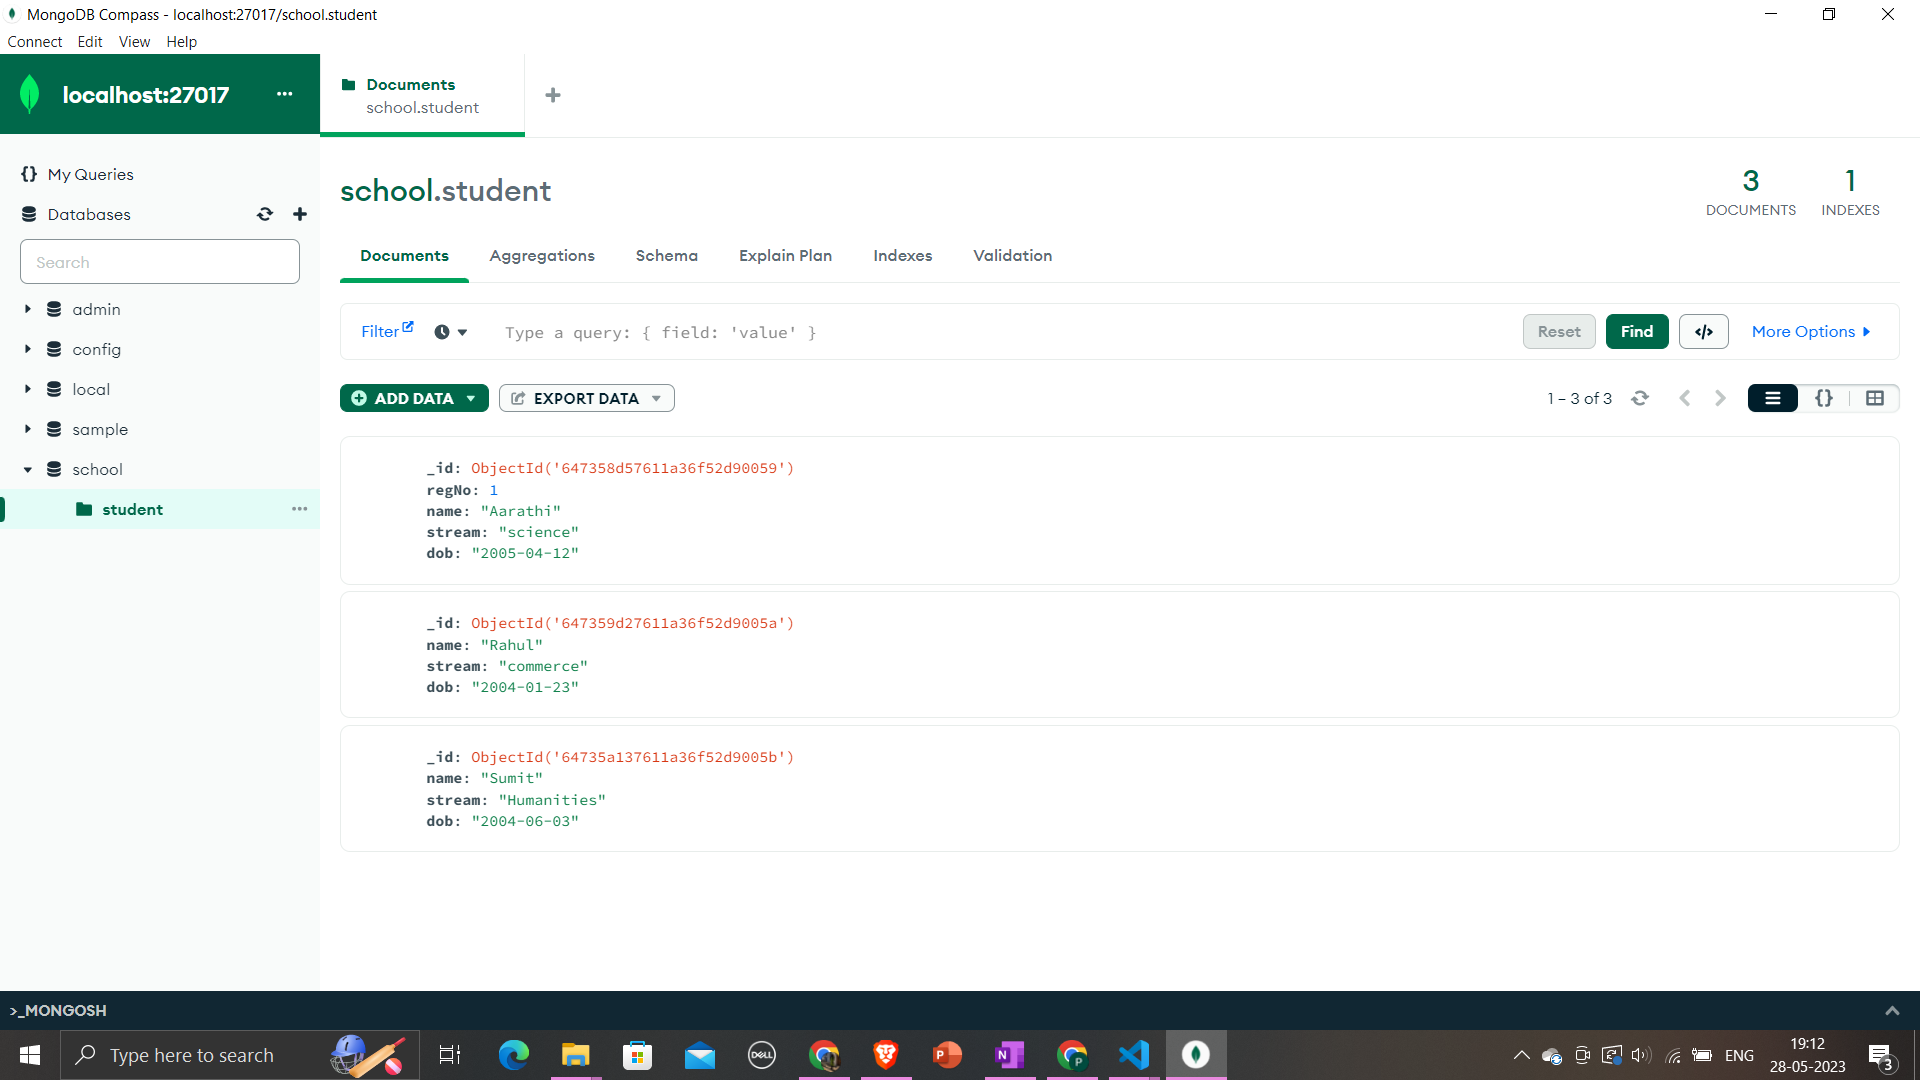 MongoDB Compass - localhost:27017/school.student
Connect Edit View Help
localhost:27017 ...
Documents
school.student
My Queries
Databases
Search
admin
config
local
sample
school
student
school.student
3
DOCUMENTS
1
INDEXES
Documents Aggregations Schema Explain Plan Indexes Validation
Filter Type a query: { field: 'value' } Reset Find </> More Options
ADD DATA EXPORT DATA 1 – 3 of 3 {}
_id: ObjectId('647358d57611a36f52d90059')
regNo: 1
name: "Aarathi"
stream: "science"
dob: "2005-04-12"
_id: ObjectId('647359d27611a36f52d9005a')
name: "Rahul"
stream: "commerce"
dob: "2004-01-23"
_id: ObjectId('64735a137611a36f52d9005b')
name: "Sumit"
stream: "Humanities"
dob: "2004-06-03"
>_MONGOSH
Type here to search DELL P N P ENG
19:12
28-05-2023
3